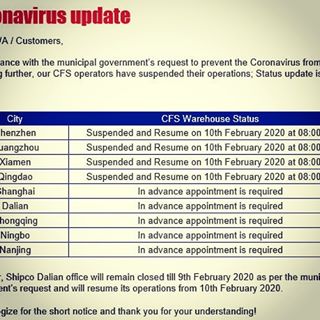 onavirus update
/A / Customers,
ance with the municipal government's request to prevent the Coronavirus from
ng further, our CFS operators have suspended their operations; Status update is
City CFS Warehouse Status
henzhen Suspended and Resume on 10th February 2020 at 08:00
uangzhou Suspended and Resume on 10th February 2020 at 08:00
Xiamen Suspended and Resume on 10th February 2020 at 08:00
Qingdao Suspended and Resume on 10th February 2020 at 08:00
Shanghai In advance appointment is required
Dalian In advance appointment is required
hongqing In advance appointment is required
Ningbo In advance appointment is required
Nanjing In advance appointment is required
r, Shipco Dalian office will remain closed till 9th February 2020 as per the muni
ent's request and will resume its operations from 10th February 2020.
ogize for the short notice and thank you for your understanding!